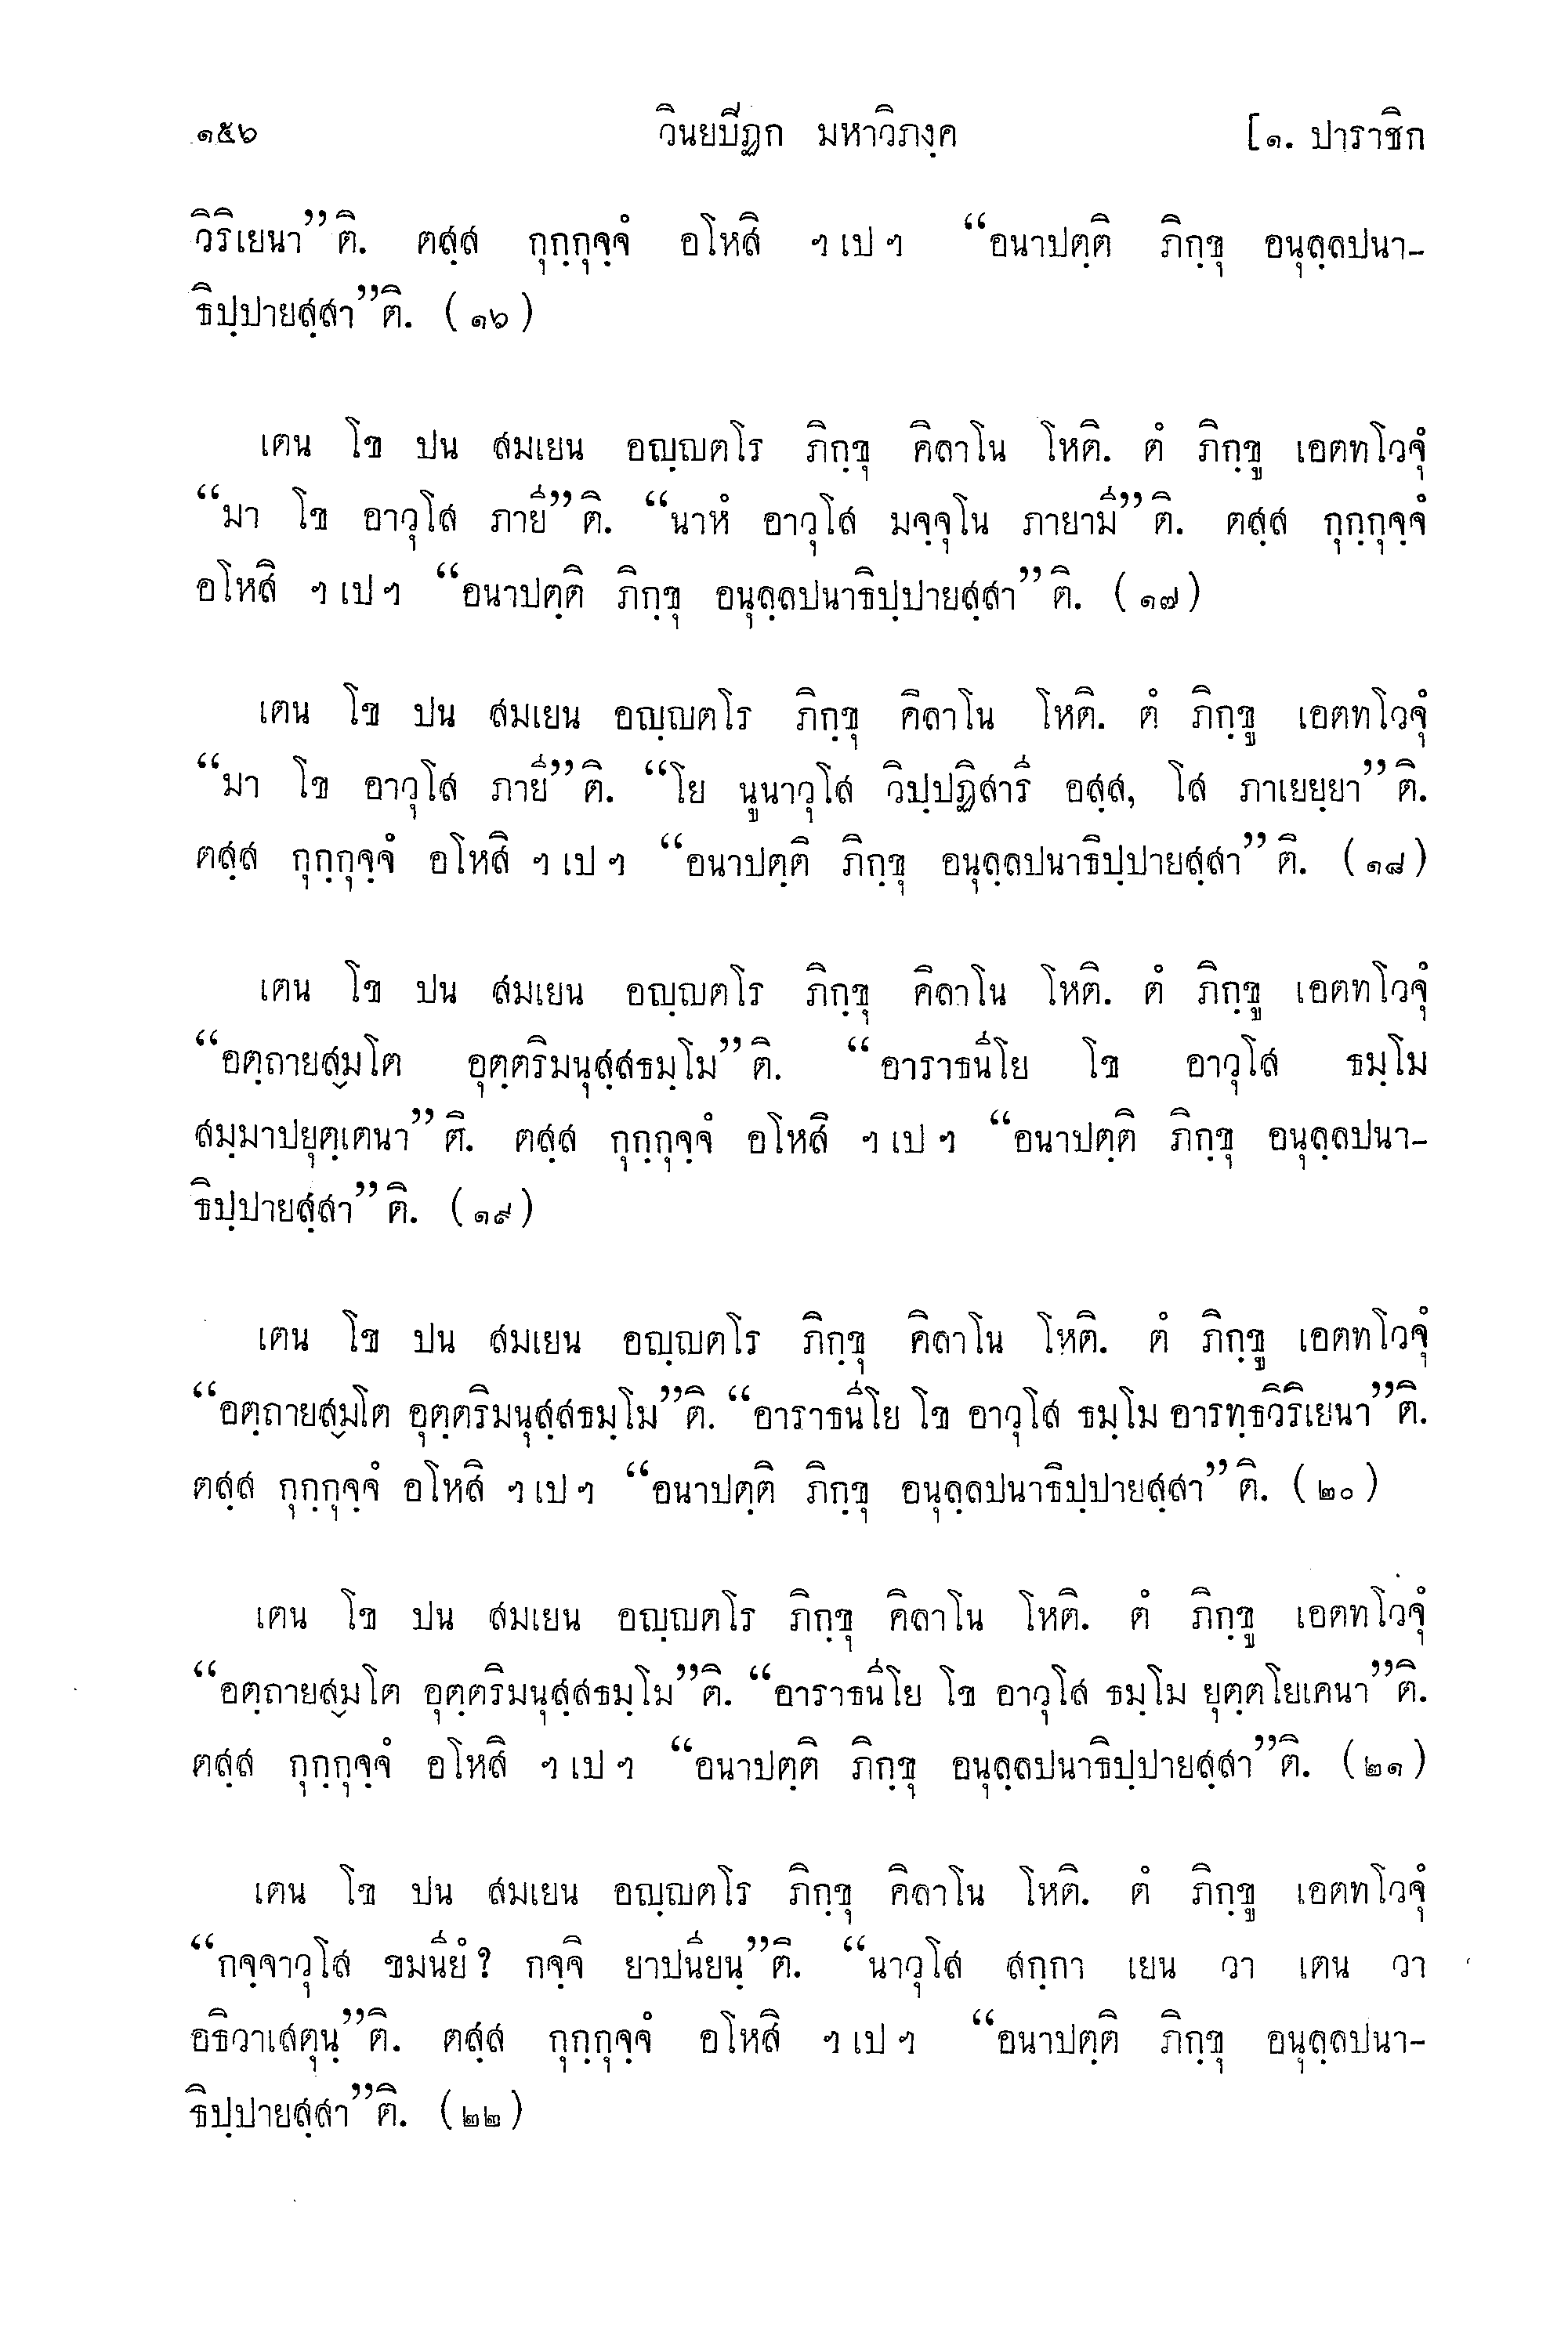 ๑๕๖ วินยปีฏก มหาวิภงฺค [๑. ปาราชิก
วิริเยนา”ติ. ตสฺส กุกฺกุจฺจํ อโหสิ ฯ เป ฯ “อนาปตฺติ ภิกฺขุ อนุลฺลปนา-
ธิปฺปายสฺสา”ติ. (๑๖)
เตน โข ปน สมเยน อญฺญตโร ภิกฺขุ คิลาโน โหติ. ตํ ภิกฺขู เอตทโวจุํ
“มา โข อาวุโส ภายี”ติ. “นาหํ อาวุโส มจฺจุโน ภายามี”ติ. ตสฺส กุกฺกุจฺจํ
อโหสิ ฯ เป ฯ “อนาปตฺติ ภิกฺขุ อนุลฺลปนาธิปฺปายสฺสา”ติ. (๑๗)
เตน โข ปน สมเยน อญฺญตโร ภิกฺขุ คิลาโน โหติ. ตํ ภิกฺขู เอตทโวจุํ
“มา โข อาวุโส ภายี”ติ. “โย นูนาวุโส วิปฺปฏิสารี อสฺส, โส ภาเยยฺยา”ติ.
ตสฺส กุกฺกุจฺจํ อโหสิ ฯ เป ฯ “อนาปตฺติ ภิกฺขุ อนุลฺลปนาธิปฺปายสฺสา”ติ. (๑๘)
เตน โข ปน สมเยน อญฺญตโร ภิกฺขุ คิลาโน โหติ. ตํ ภิกฺขู เอตทโวจุํ
“อตฺถายสฺมโต อุตฺตริมนุสฺสธมฺโม”ติ. “อาราธนีโย โข อาวุโส ธมฺโม
สมฺมาปยุตฺเตนา”ติ. ตสฺส กุกฺกุจฺจํ อโหสิ ฯ เป ฯ “อนาปตฺติ ภิกฺขุ อนุลฺลปนา-
ธิปฺปายสฺสา”ติ. (๑๙)
เตน โข ปน สมเยน อญฺญตโร ภิกฺขุ คิลาโน โหติ. ตํ ภิกฺขู เอตทโวจุํ
“อตฺถายสฺมโต อุตฺตริมนุสฺสธมฺโม”ติ. “อาราธนีโย โข อาวุโส ธมฺโม อารทฺธวิริเยนา”ติ.
ตสฺส กุกฺกุจฺจํ อโหสิ ฯ เป ฯ “อนาปตฺติ ภิกฺขุ อนุลฺลปนาธิปฺปายสฺสา”ติ. (๒๐)
เตน โข ปน สมเยน อญฺญตโร ภิกฺขุ คิลาโน โหติ. ตํ ภิกฺขู เอตทโวจุํ
“อตฺถายสฺมโต อุตฺตริมนุสฺสธมฺโม”ติ. “อาราธนีโย โข อาวุโส ธมฺโม ยุตฺตโยเคนา”ติ.
ตสฺส กุกฺกุจฺจํ อโหสิ ฯ เป ฯ “อนาปตฺติ ภิกฺขุ อนุลฺลปนาธิปฺปายสฺสา”ติ. (๒๑)
เตน โข ปน สมเยน อญฺญตโร ภิกฺขุ คิลาโน โหติ. ตํ ภิกฺขู เอตทโวจุํ
“กจฺจาวุโส ขมนียํ? กจฺจิ ยาปนียนฺ”ติ. “นาวุโส สกฺกา เยน วา เตน วา
อธิวาเสตุนฺ”ติ. ตสฺส กุกฺกุจฺจํ อโหสิ ฯ เป ฯ “อนาปตฺติ ภิกฺขุ อนุลฺลปนา-
ธิปฺปายสฺสา”ติ. (๒๒)